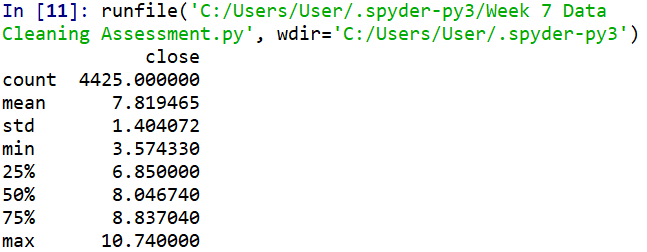 In [11]: runfile('C:/Users/User/.spyder-py3/Week 7 Data
Cleaning Assessment.py', wdir='C:/Users/User/.spyder-py3')
close
count 4425.000000
mean 7.819465
std 1.404072
min 3.574330
25% 6.850000
50% 8.046740
75% 8.837040
max 10.740000